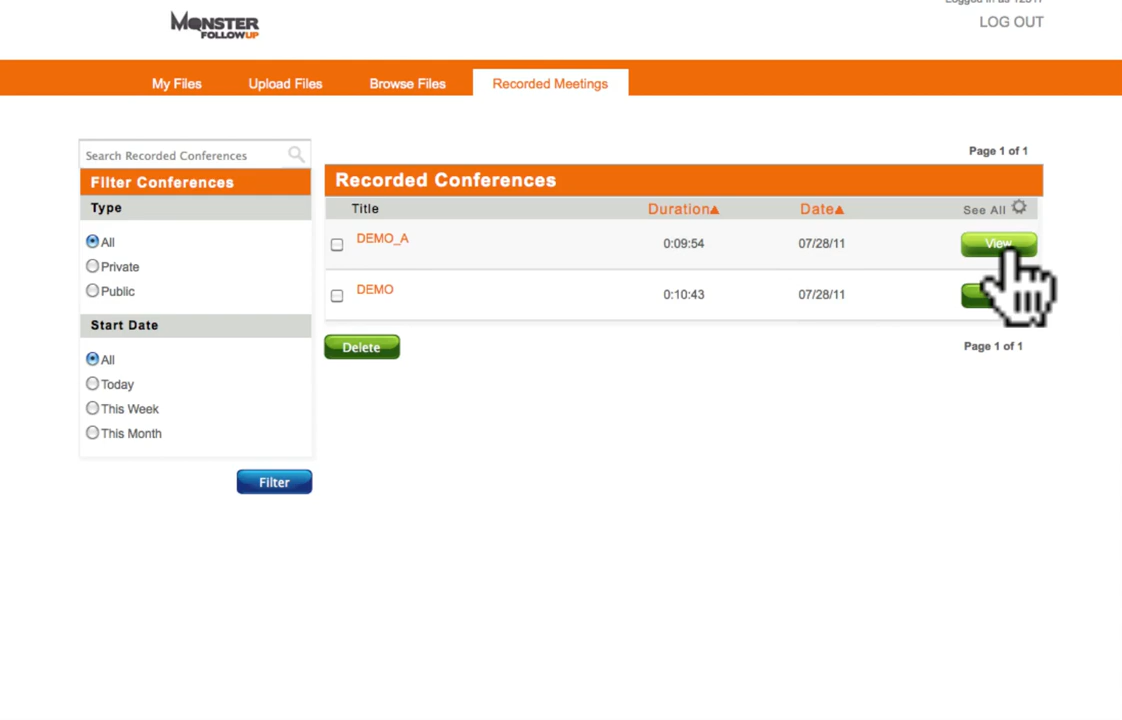 MONSTER
FOLLOWUP
LOG OUT
My Files
Upload Files
Browse Files
Recorded Meetings
Search Recorded Conferences
Page 1 of 1
Filter Conferences
Recorded Conferences
Type
Title
Duration▲
Date▲
See All
All
DEMO_A
0:09:54
07/28/11
View
Private
Public
DEMO
0:10:43
07/28/11
Start Date
Delete
Page 1 of 1
All
Today
This Week
This Month
Filter